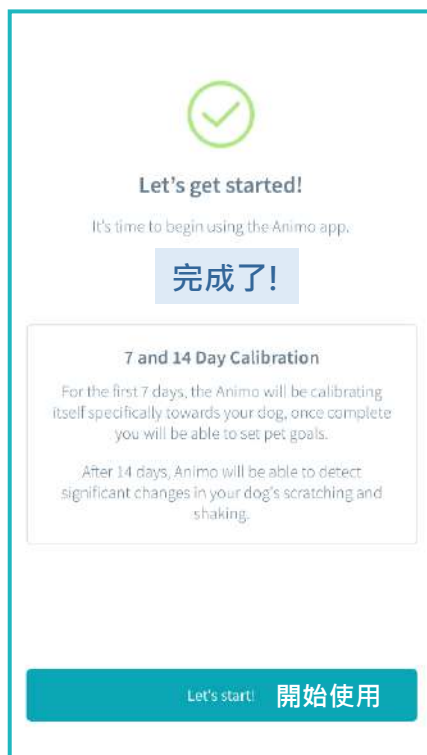 Let's get started!
It's time to begin using the Animo app.
完成了!
7 and 14 Day Calibration
For the first 7 days, the Animo will be calibrating
itself specifically towards your dog, once complete
you will be able to set pet goals.
After 14 days, Animo will be able to detect
significant changes in your dog's scratching and
shaking.
Let's start! 開始使用